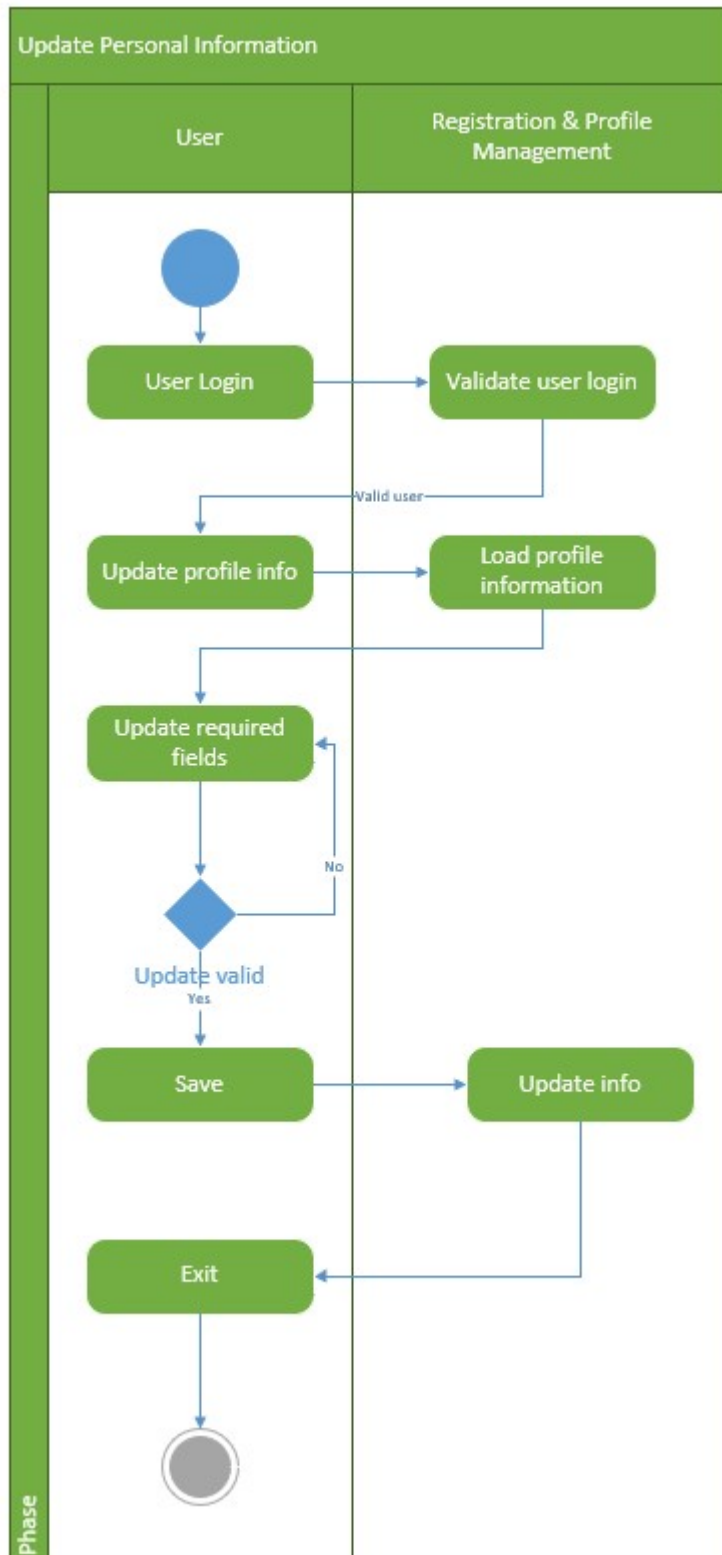 Update Personal Information
User
Registration & Profile
Management
User Login
Validate user login
Valid user
Update profile info
Load profile
information
Update required
fields
No
Update valid
Yes
Save
Update info
Exit
Phase